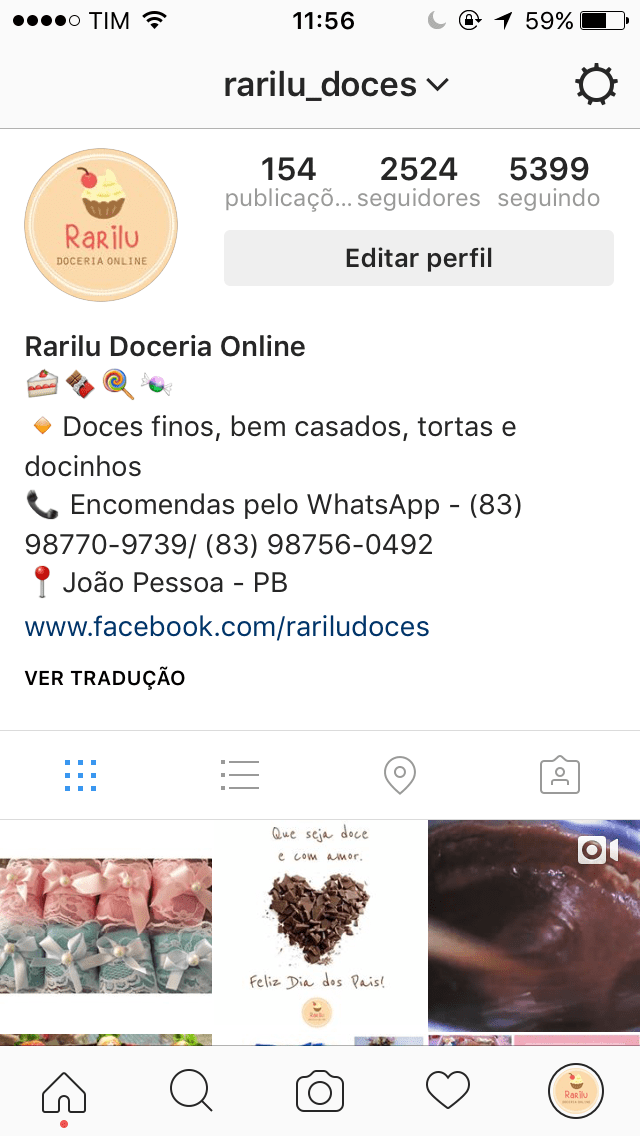 TIM 11:56 59%
rarilu_doces
154 2524 5399
publicaçõ... seguidores seguindo
Editar perfil
Rarilu
DOCERIA ONLINE
Rarilu Doceria Online
🍰🍫🍭🍬
🔸 Doces finos, bem casados, tortas e
docinhos
📞 Encomendas pelo WhatsApp - (83)
98770-9739/ (83) 98756-0492
📍 João Pessoa - PB
www.facebook.com/rariludoces
VER TRADUÇÃO
Que seja doce
e com amor.
Feliz Dia dos Pais!
Rarilu
Rarilu
DOCERIA ONLINE